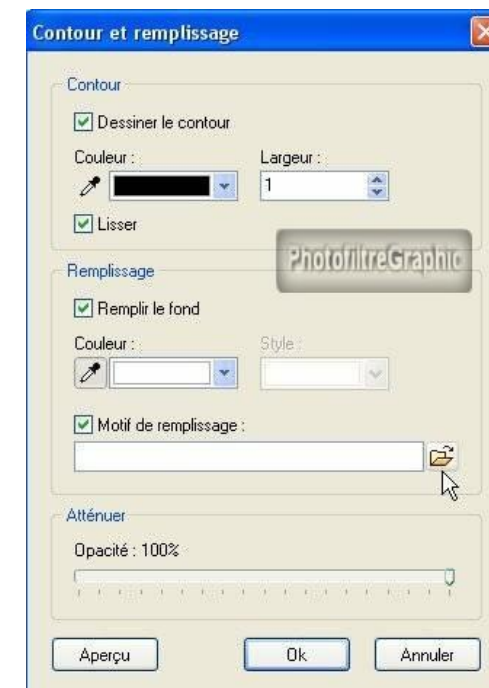 Contour et remplissage
Contour
Dessiner le contour
Couleur :
Largeur :
1
Lisser
PhotofiltreGraphic
Remplissage
Remplir le fond
Couleur :
Style :
Motif de remplissage :
Atténuer
Opacité : 100%
Aperçu
Ok
Annuler